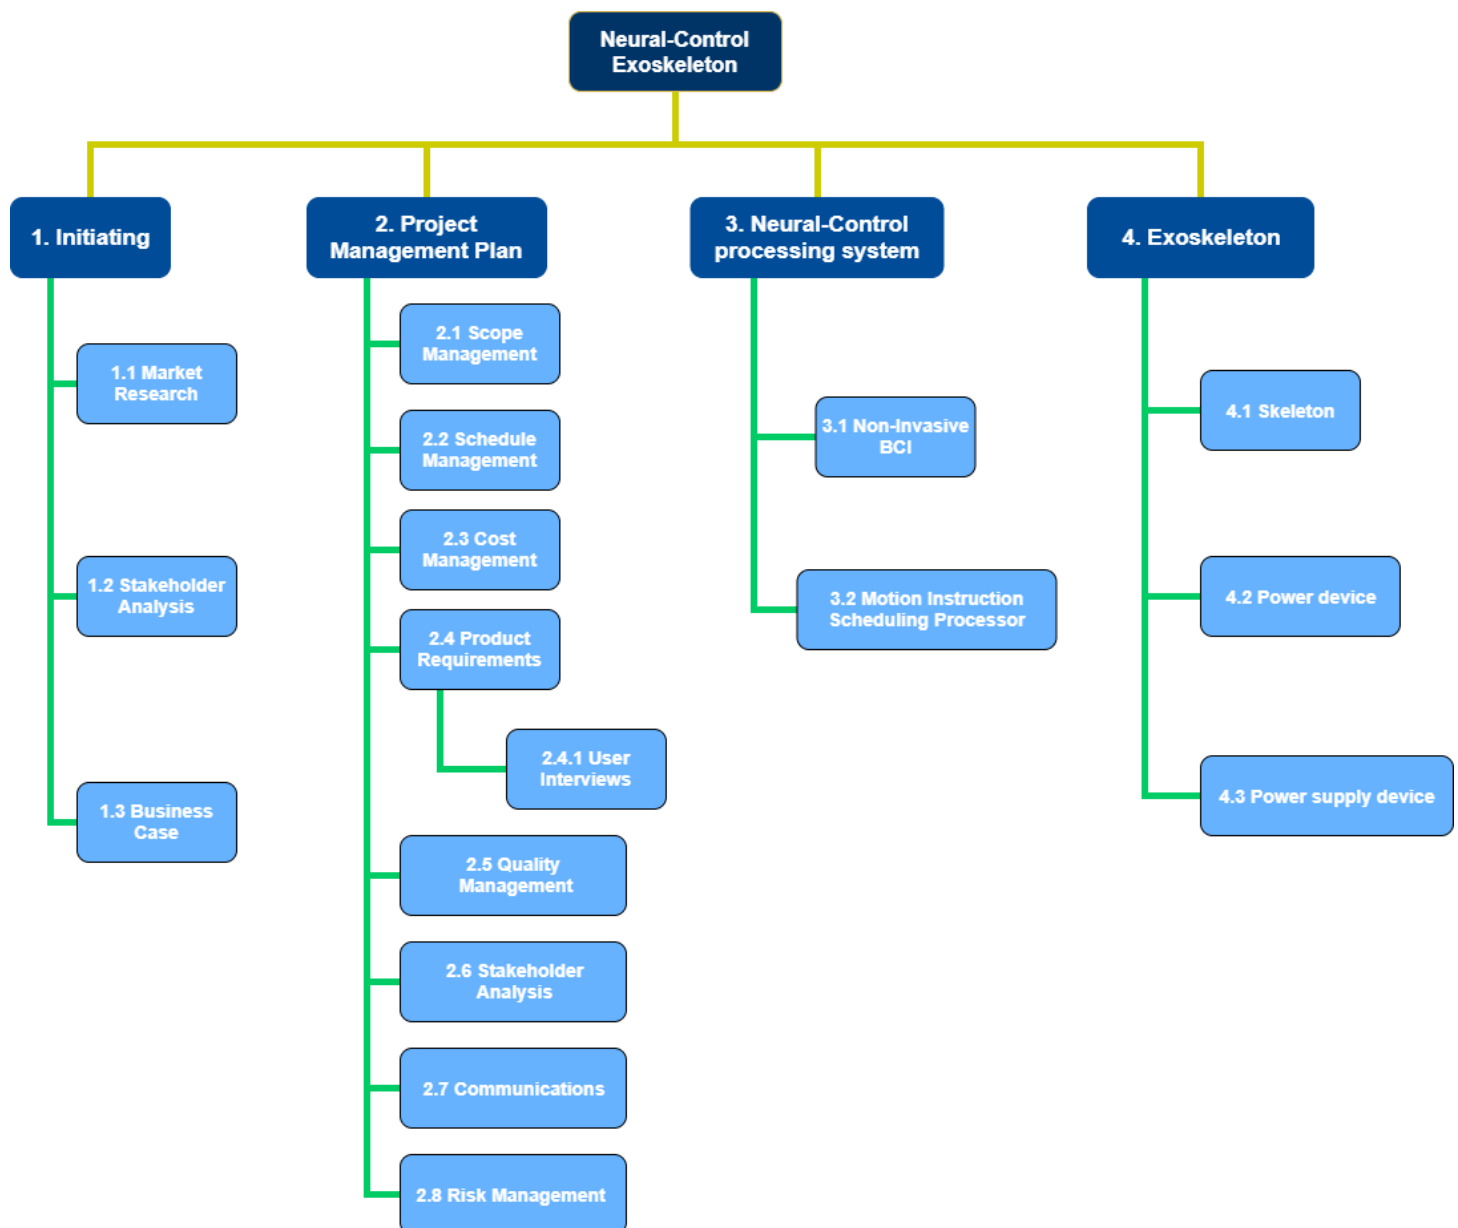 Neural-Control
Exoskeleton
1. Initiating
2. Project
Management Plan
3. Neural-Control
processing system
4. Exoskeleton
1.1 Market
Research
1.2 Stakeholder
Analysis
1.3 Business
Case
2.1 Scope
Management
2.2 Schedule
Management
2.3 Cost
Management
2.4 Product
Requirements
2.4.1 User
Interviews
2.5 Quality
Management
2.6 Stakeholder
Analysis
2.7 Communications
2.8 Risk Management
3.1 Non-Invasive
BCI
3.2 Motion Instruction
Scheduling Processor
4.1 Skeleton
4.2 Power device
4.3 Power supply device